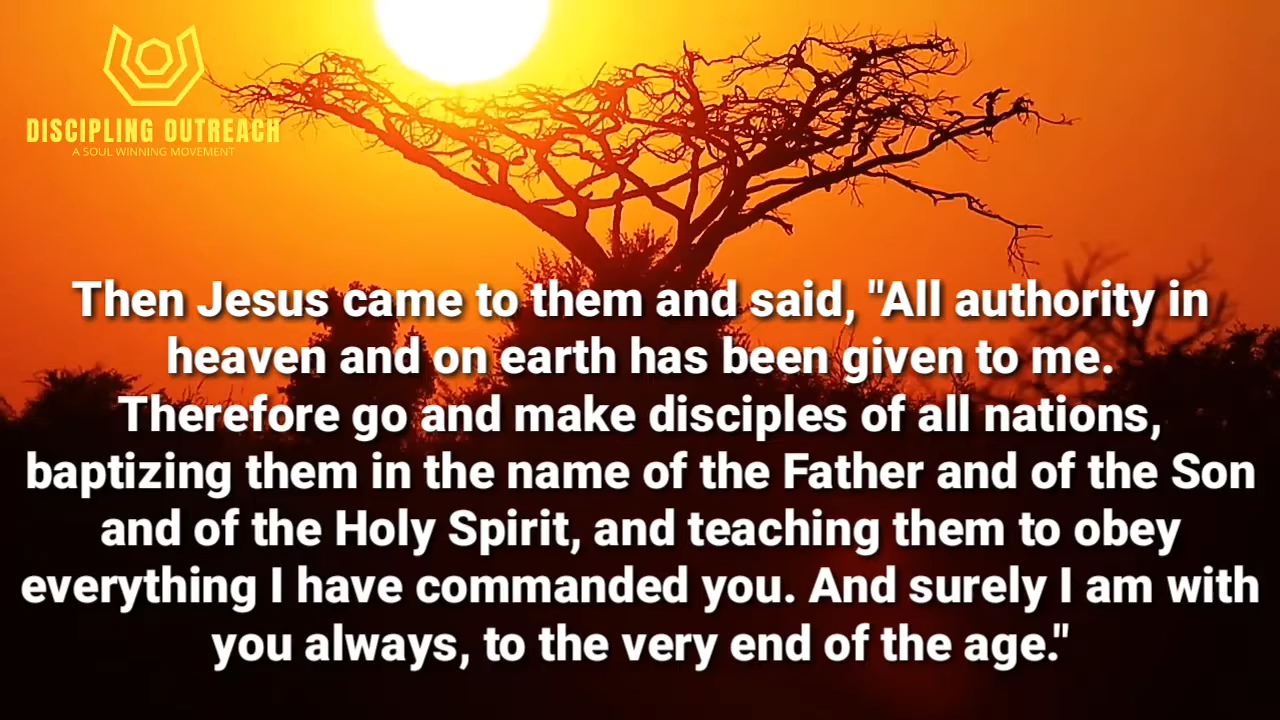 DISCIPLING OUTREACH
A SOUL WINNING MOVEMENT
Then Jesus came to them and said, "All authority in
heaven and on earth has been given to me.
Therefore go and make disciples of all nations,
baptizing them in the name of the Father and of the Son
and of the Holy Spirit, and teaching them to obey
everything I have commanded you. And surely I am with
you always, to the very end of the age."